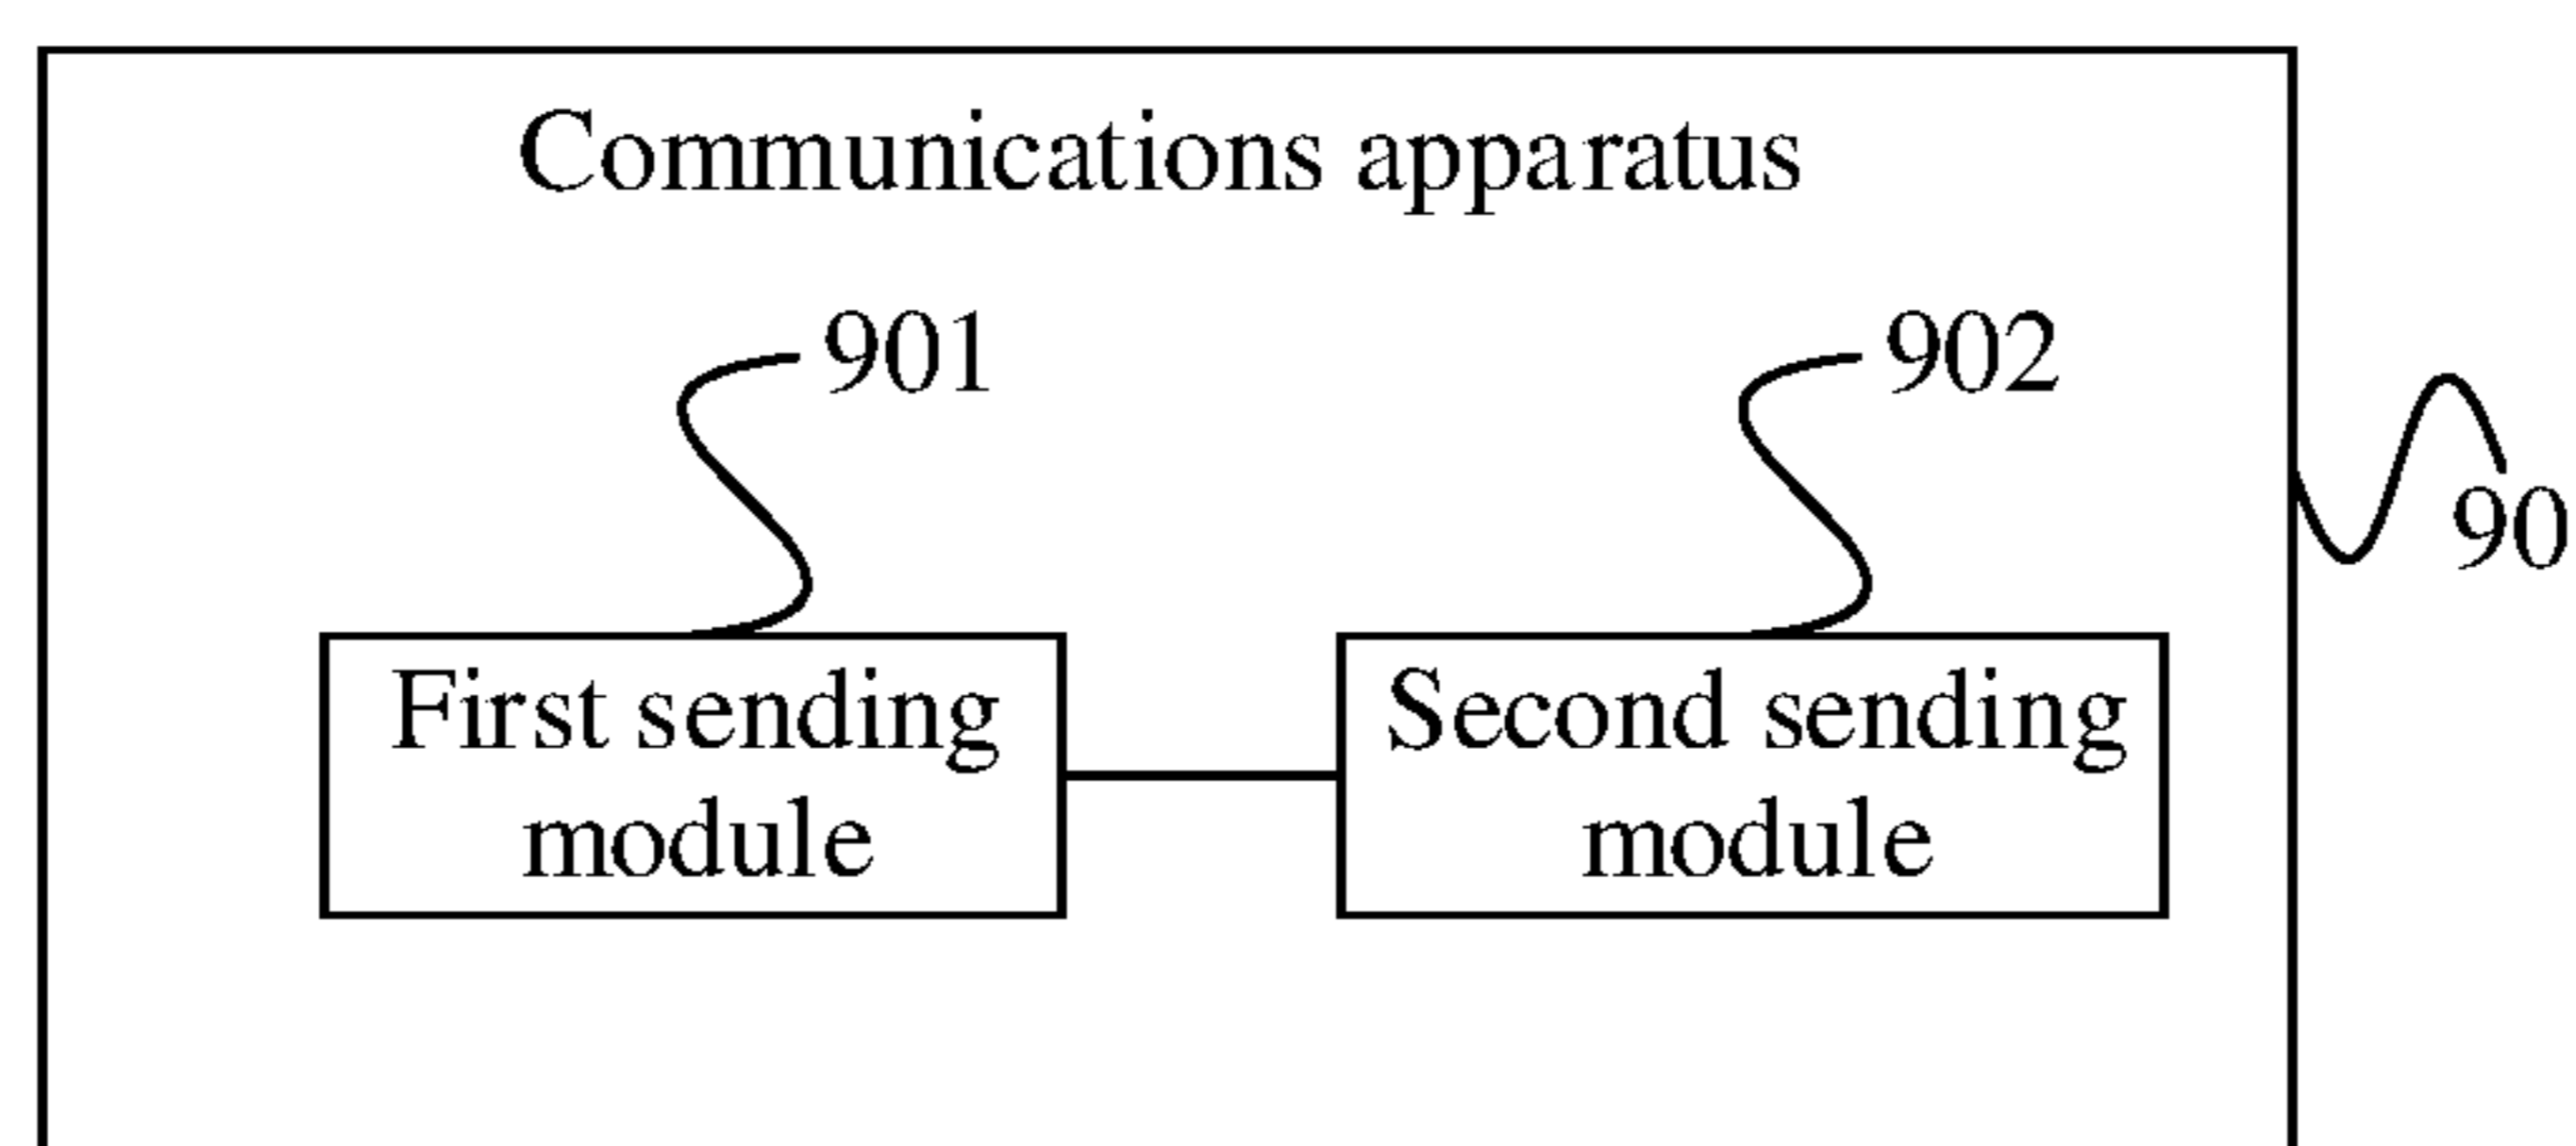 Communications apparatus
901
902
90
First sending
module
Second sending
module